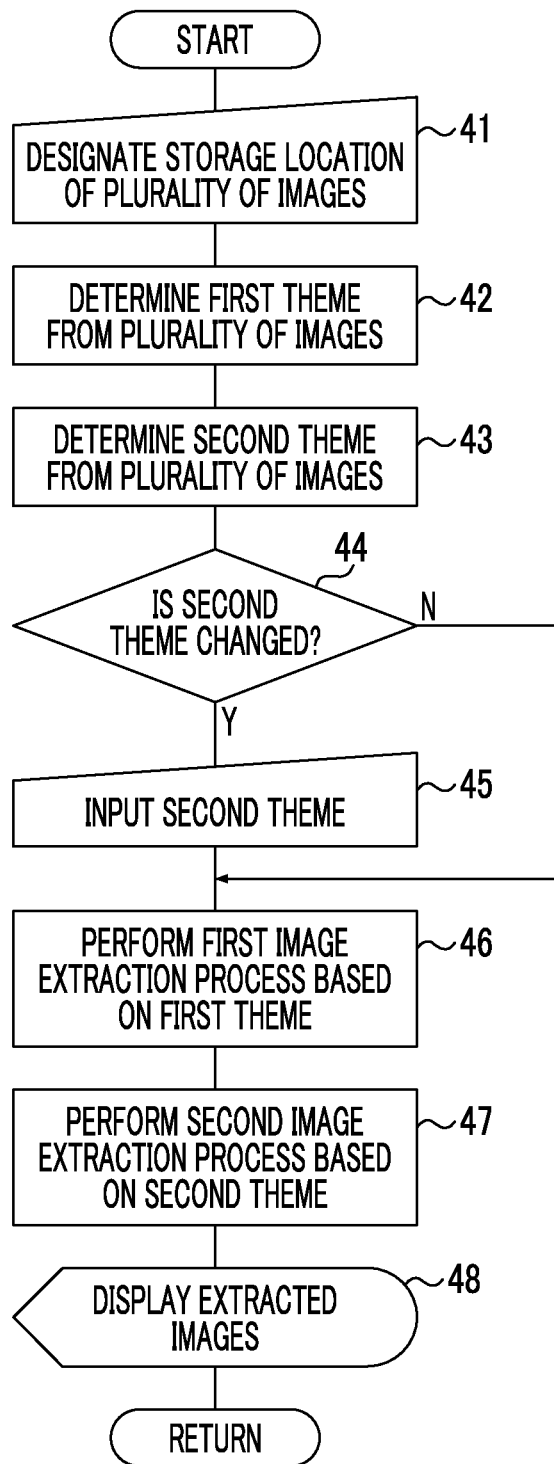 START
41
DESIGNATE STORAGE LOCATION
OF PLURALITY OF IMAGES
42
DETERMINE FIRST THEME
FROM PLURALITY OF IMAGES
43
DETERMINE SECOND THEME
FROM PLURALITY OF IMAGES
44
IS SECOND
THEME CHANGED?
N
Y
45
INPUT SECOND THEME
46
PERFORM FIRST IMAGE
EXTRACTION PROCESS BASED
ON FIRST THEME
47
PERFORM SECOND IMAGE
EXTRACTION PROCESS BASED
ON SECOND THEME
48
DISPLAY EXTRACTED
IMAGES
RETURN